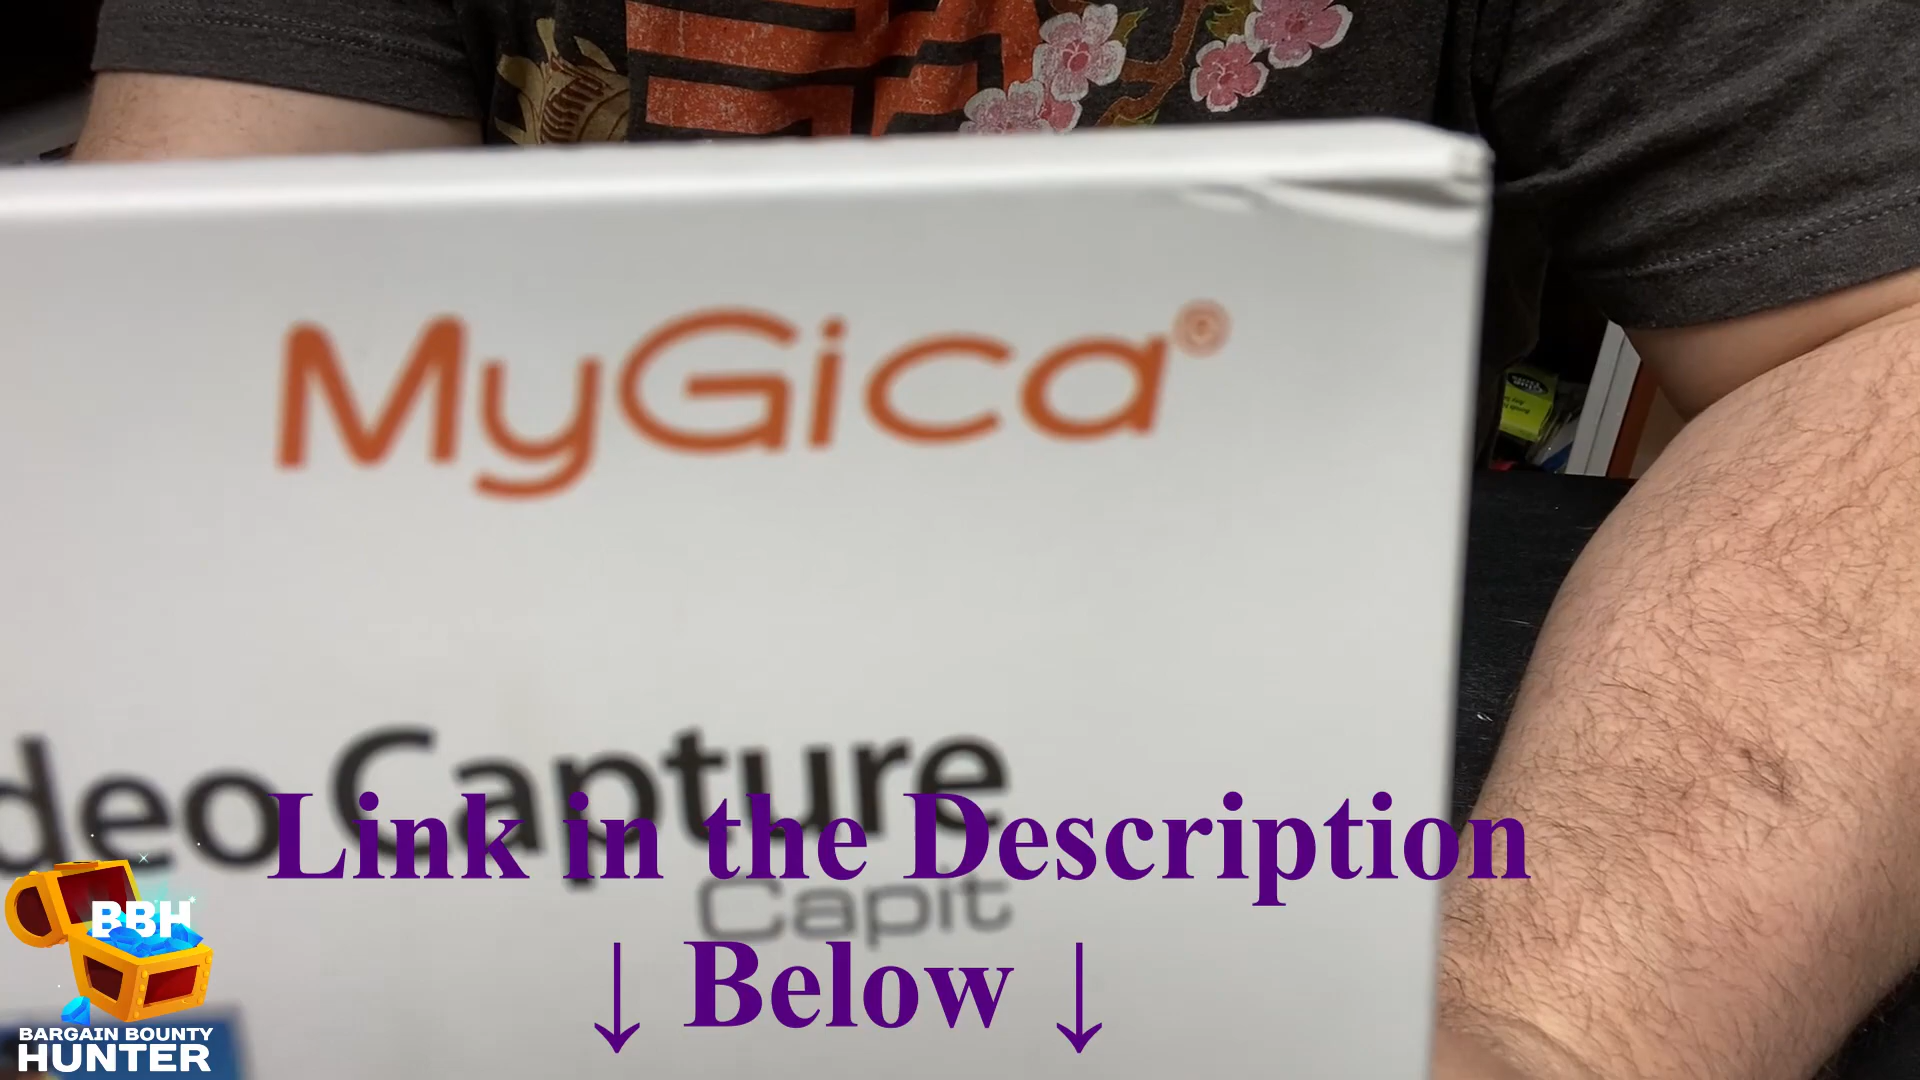 MyGica®
deo Capture
Capit
Link in the Description
↓ Below ↓
BBH
BARGAIN BOUNTY
HUNTER